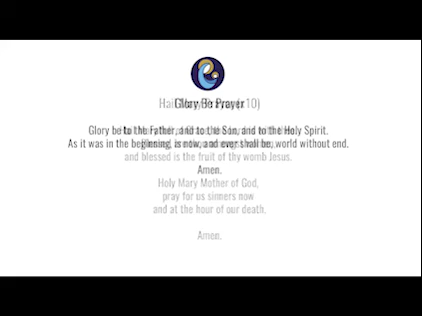 Glory Be Prayer
Glory be to the Father, and to the Son, and to the Holy Spirit.
As it was in the beginning, is now, and ever shall be, world without end.
and blessed is the fruit of thy womb Jesus.
Amen.
Holy Mary Mother of God,
pray for us sinners now
and at the hour of our death.
Amen.